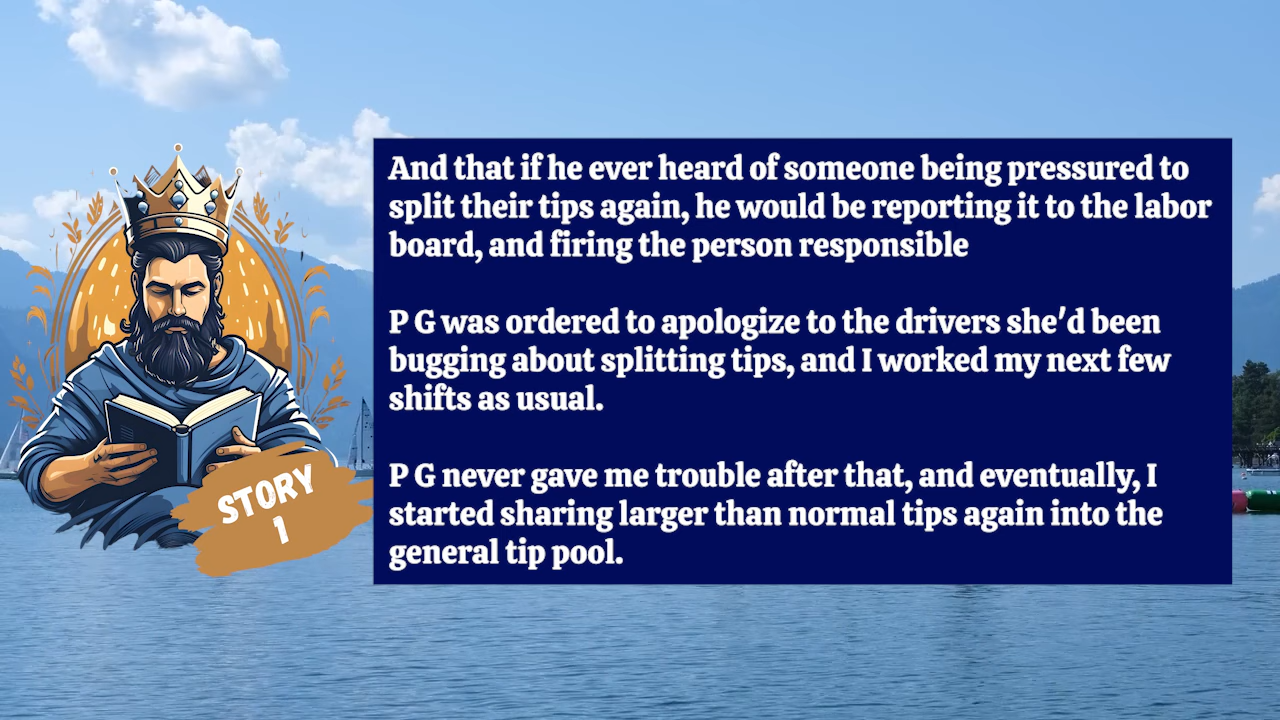 And that if he ever heard of someone being pressured to
split their tips again, he would be reporting it to the labor
board, and firing the person responsible
P G was ordered to apologize to the drivers she'd been
bugging about splitting tips, and I worked my next few
shifts as usual.
P G never gave me trouble after that, and eventually, I
started sharing larger than normal tips again into the
general tip pool.
STORY
1